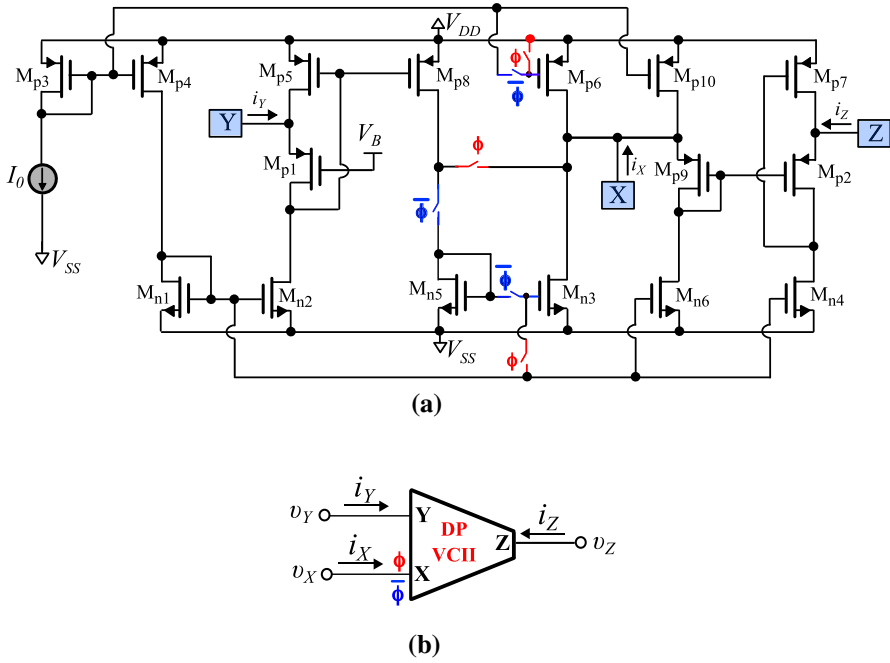 V_DD
M_p3
M_p4
M_p5
M_p8
ϕ
ϕ̅
M_p6
M_p10
M_p7
i_Y
Y
M_p1
V_B
ϕ
i_X
X
i_Z
Z
M_p9
M_p2
I_0
ϕ̅
V_SS
M_n1
M_n2
M_n5
ϕ̅
M_n3
M_n6
M_n4
V_SS
ϕ
(a)
i_Y
υ_Y
Y
DP
VCII
i_X
υ_X
ϕ
ϕ̅
X
Z
i_Z
υ_Z
(b)